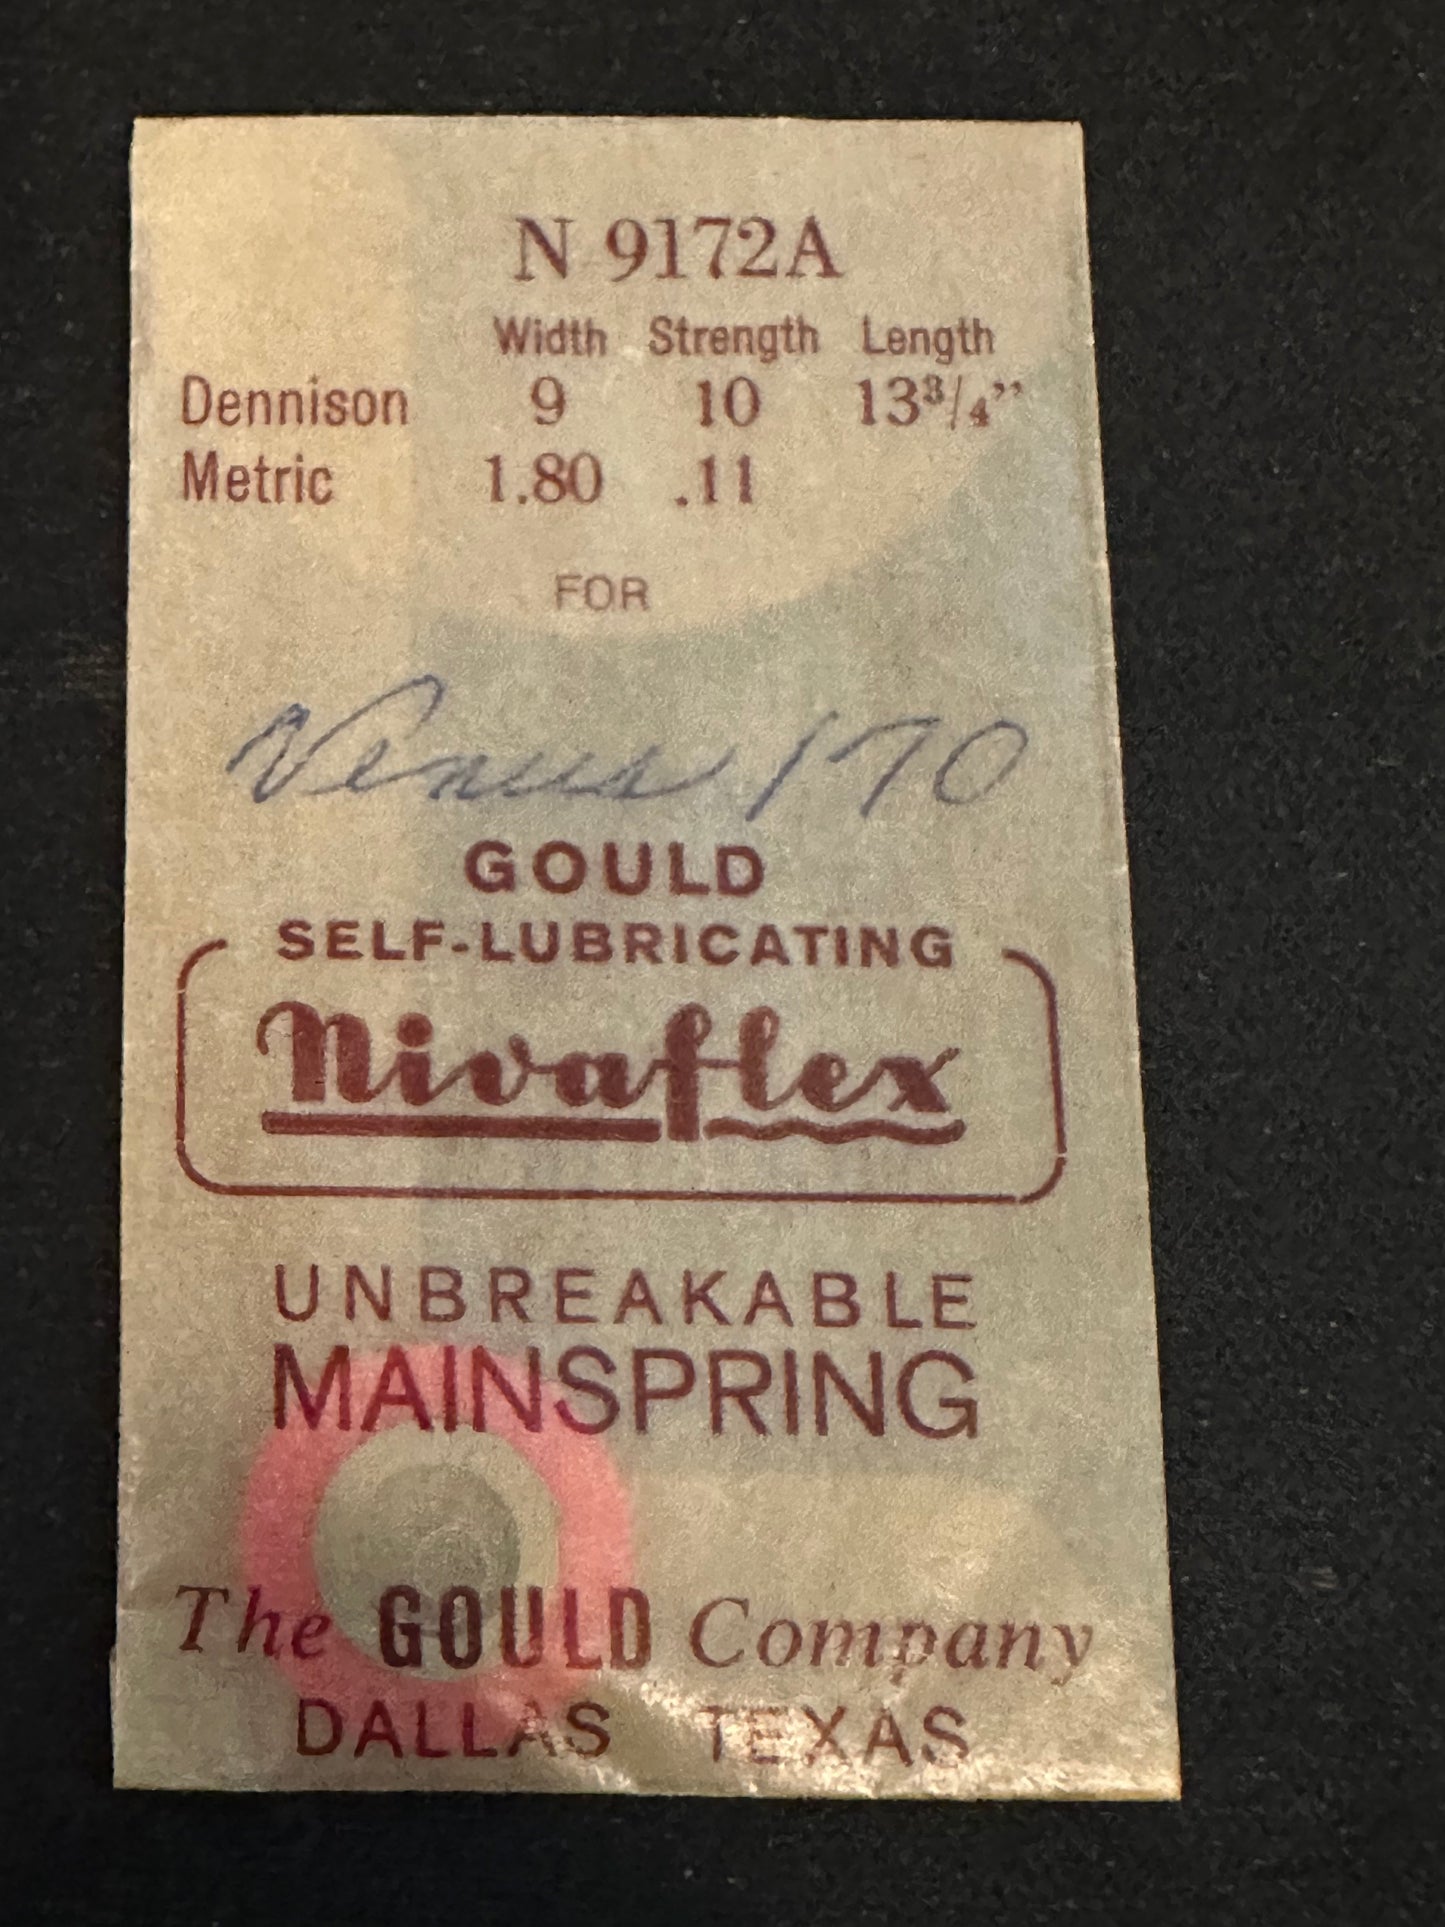 N 9172A
Width Strength Length
Dennison 9 10 13¾”
Metric 1.80 .11
FOR
Venus 170
GOULD
SELF-LUBRICATING
Nivaflex
UNBREAKABLE
MAINSPRING
The GOULD Company
DALLAS TEXAS